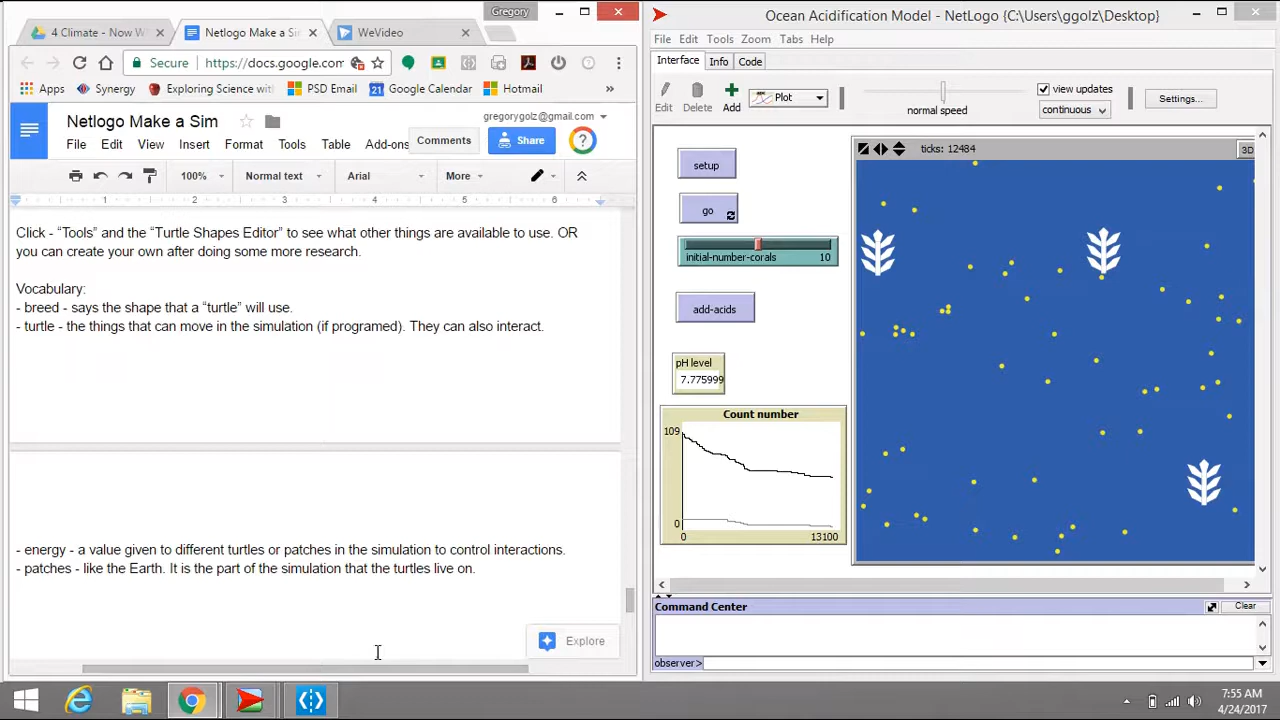 Gregory
4 Climate - Now W
Netlogo Make a Sim
WeVideo
Secure
https://docs.google.com
Apps
Synergy
Exploring Science wi
PSD Email
Google Calendar
Hotmail
»
Netlogo Make a Sim
gregorygolz@gmail.com
File Edit View Insert Format Tools Table Add-ons
Comments
Share
100%
Normal text
Arial
More
1 2 3 4 5 6
Click - “Tools” and the “Turtle Shapes Editor” to see what other things are available to use. OR
you can create your own after doing some more research.
Vocabulary:
- breed - says the shape that a “turtle” will use.
- turtle - the things that can move in the simulation (if programed). They can also interact.
- energy - a value given to different turtles or patches in the simulation to control interactions.
- patches - like the Earth. It is the part of the simulation that the turtles live on.
Explore
Ocean Acidification Model - NetLogo {C:\Users\ggolz\Desktop}
File Edit Tools Zoom Tabs Help
Interface Info Code
Edit Delete Add
Plot
normal speed
view updates
continuous
Settings...
ticks: 12484
3D
setup
go
initial-number-corals 10
add-acids
pH level
7.775999
Count number
109
0
0 13100
Command Center
Clear
observer>
7:55 AM
4/24/2017